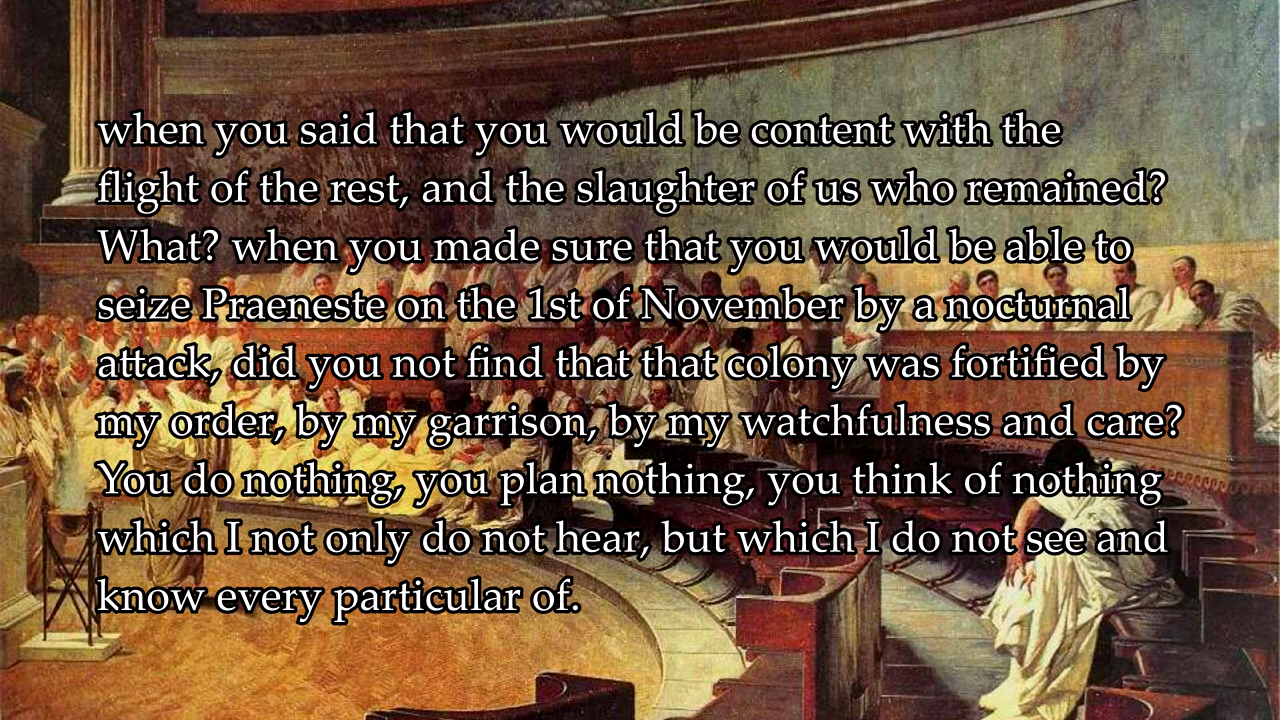 when you said that you would be content with the
flight of the rest, and the slaughter of us who remained?
What? when you made sure that you would be able to
seize Praeneste on the 1st of November by a nocturnal
attack, did you not find that that colony was fortified by
my order, by my garrison, by my watchfulness and care?
You do nothing, you plan nothing, you think of nothing
which I not only do not hear, but which I do not see and
know every particular of.